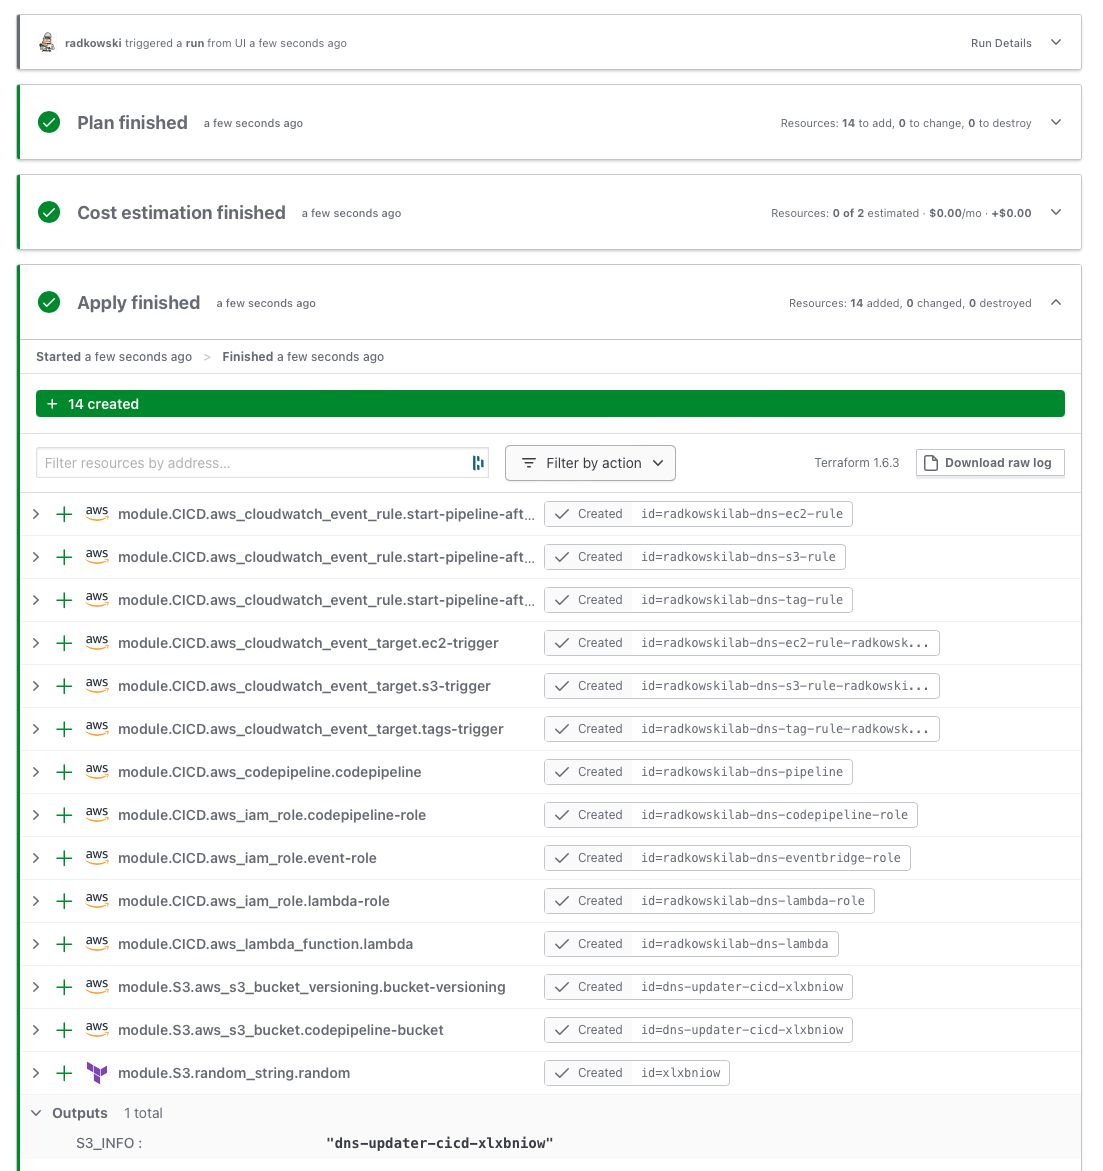 radkowski triggered a run from UI a few seconds ago Run Details
Plan finished a few seconds ago Resources: 14 to add, 0 to change, 0 to destroy
Cost estimation finished a few seconds ago Resources: 0 of 2 estimated · $0.00/mo · +$0.00
Apply finished a few seconds ago Resources: 14 added, 0 changed, 0 destroyed
Started a few seconds ago > Finished a few seconds ago
+ 14 created
Filter resources by address... Filter by action Terraform 1.6.3 Download raw log
aws module.CICD.aws_cloudwatch_event_rule.start-pipeline-aft... Created id=radkowskilab-dns-ec2-rule
aws module.CICD.aws_cloudwatch_event_rule.start-pipeline-aft... Created id=radkowskilab-dns-s3-rule
aws module.CICD.aws_cloudwatch_event_rule.start-pipeline-aft... Created id=radkowskilab-dns-tag-rule
aws module.CICD.aws_cloudwatch_event_target.ec2-trigger Created id=radkowskilab-dns-ec2-rule-radkowsk...
aws module.CICD.aws_cloudwatch_event_target.s3-trigger Created id=radkowskilab-dns-s3-rule-radkowski...
aws module.CICD.aws_cloudwatch_event_target.tags-trigger Created id=radkowskilab-dns-tag-rule-radkowsk...
aws module.CICD.aws_codepipeline.codepipeline Created id=radkowskilab-dns-pipeline
aws module.CICD.aws_iam_role.codepipeline-role Created id=radkowskilab-dns-codepipeline-role
aws module.CICD.aws_iam_role.event-role Created id=radkowskilab-dns-eventbridge-role
aws module.CICD.aws_iam_role.lambda-role Created id=radkowskilab-dns-lambda-role
aws module.CICD.aws_lambda_function.lambda Created id=radkowskilab-dns-lambda
aws module.S3.aws_s3_bucket_versioning.bucket-versioning Created id=dns-updater-cicd-xlxbniow
aws module.S3.aws_s3_bucket.codepipeline-bucket Created id=dns-updater-cicd-xlxbniow
module.S3.random_string.random Created id=xlxbniow
Outputs 1 total
S3_INFO : "dns-updater-cicd-xlxbniow"